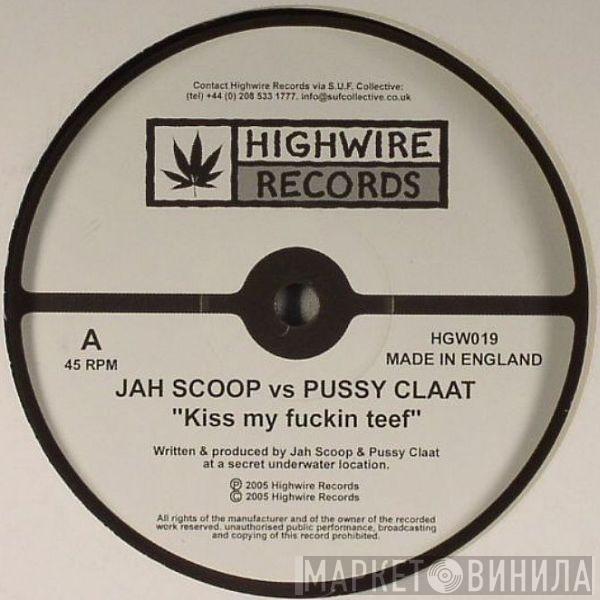 Contact Highwire Records via S.U.F. Collective:
(tel) +44 (0) 208 533 1777. info@sufcollective.co.uk
HIGHWIRE
RECORDS
A
45 RPM
HGW019
MADE IN ENGLAND
JAH SCOOP vs PUSSY CLAAT
"Kiss my fuckin teef"
Written & produced by Jah Scoop & Pussy Claat
at a secret underwater location.
℗ 2005 Highwire Records
© 2005 Highwire Records
All rights of the manufacturer and of the owner of the recorded
work reserved. unauthorised public performance, broadcasting
and copying of this record prohibited.
МАРКЕТ ВИНИЛА